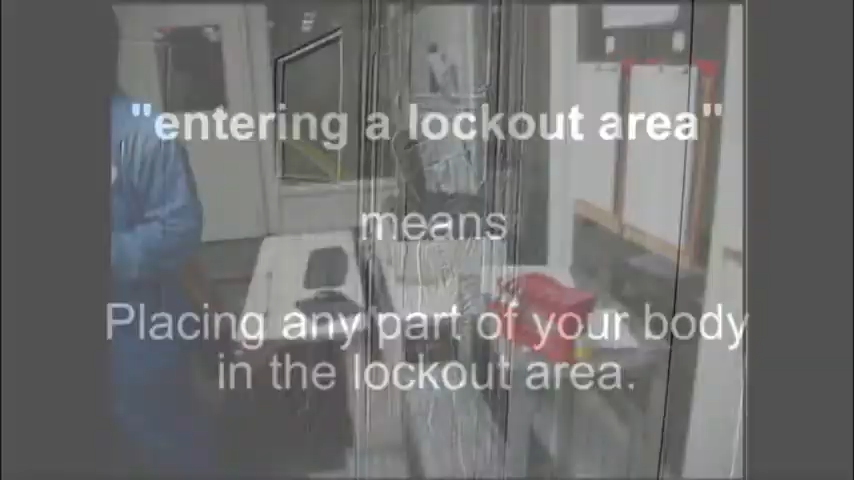 "entering a lockout area"
means
Placing any part of your body
in the lockout area.